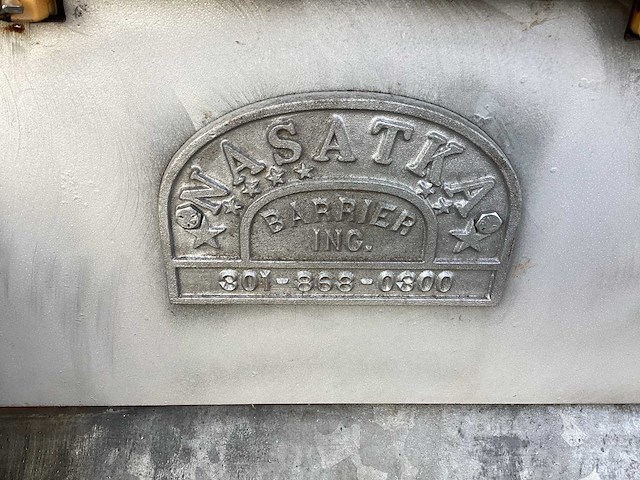 NASATKA
BARRIER
INC.
301-868-0300